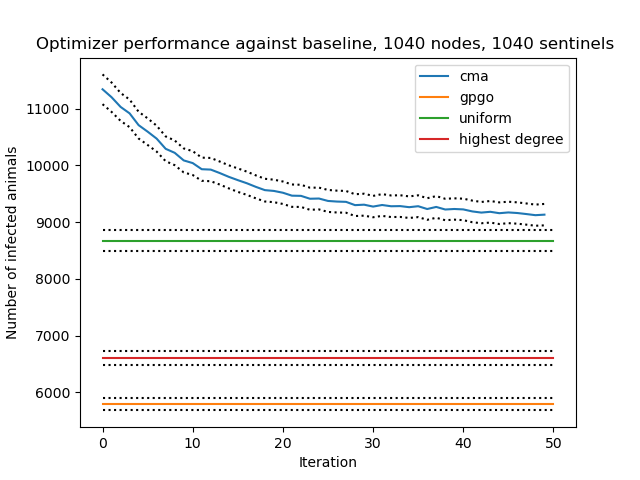 Optimizer performance against baseline, 1040 nodes, 1040 sentinels
cma
gpgo
uniform
highest degree
Number of infected animals
11000
10000
9000
8000
7000
6000
0 10 20 30 40 50
Iteration